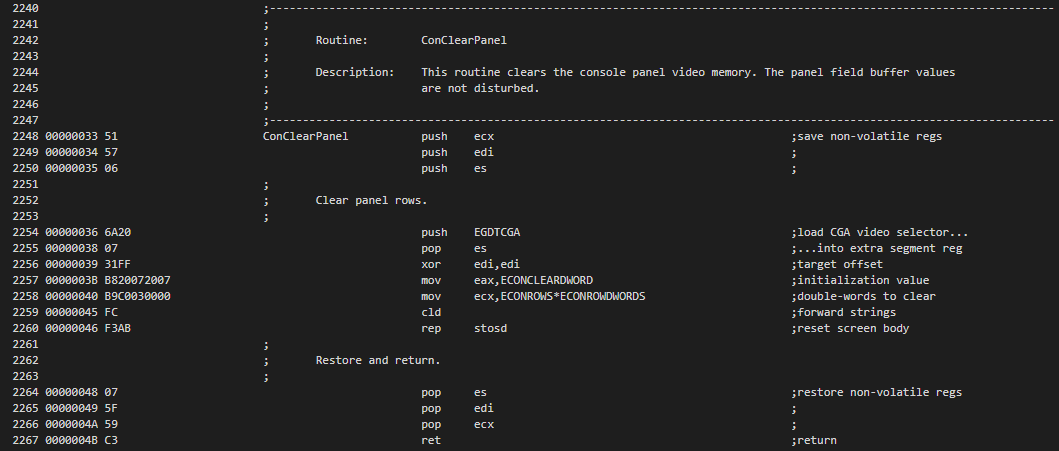 2240 ;-----------------------------------------------------------------------------------------------------------------------
2241 ;
2242 ; Routine: ConClearPanel
2243 ;
2244 ; Description: This routine clears the console panel video memory. The panel field buffer values
2245 ; are not disturbed.
2246 ;
2247 ;-----------------------------------------------------------------------------------------------------------------------
2248 00000033 51 ConClearPanel push ecx ;save non-volatile regs
2249 00000034 57 push edi ;
2250 00000035 06 push es ;
2251 ;
2252 ; Clear panel rows.
2253 ;
2254 00000036 6A20 push EGDTCGA ;load CGA video selector...
2255 00000038 07 pop es ;...into extra segment reg
2256 00000039 31FF xor edi,edi ;target offset
2257 0000003B B820072007 mov eax,ECONCLEARDWORD ;initialization value
2258 00000040 B9C0030000 mov ecx,ECONROWS*ECONROWDWORDS ;double-words to clear
2259 00000045 FC cld ;forward strings
2260 00000046 F3AB rep stosd ;reset screen body
2261 ;
2262 ; Restore and return.
2263 ;
2264 00000048 07 pop es ;restore non-volatile regs
2265 00000049 5F pop edi ;
2266 0000004A 59 pop ecx ;
2267 0000004B C3 ret ;return